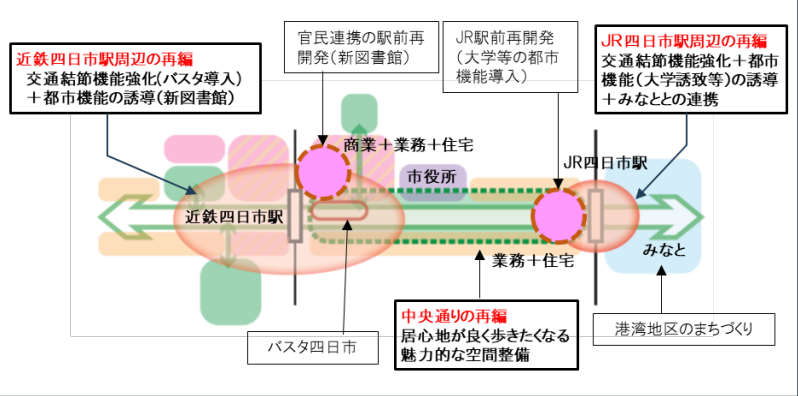 近鉄四日市駅周辺の再編
交通結節機能強化(バスタ導入)
＋都市機能の誘導(新図書館)
官民連携の駅前再
開発(新図書館)
JR駅前再開発
(大学等の都市
機能導入)
JR四日市駅周辺の再編
交通結節機能強化＋都市
機能(大学誘致等)の誘導
＋みなととの連携
商業＋業務＋住宅
市役所
JR四日市駅
近鉄四日市駅
みなと
業務＋住宅
バスタ四日市
中央通りの再編
居心地が良く歩きたくなる
魅力的な空間整備
港湾地区のまちづくり